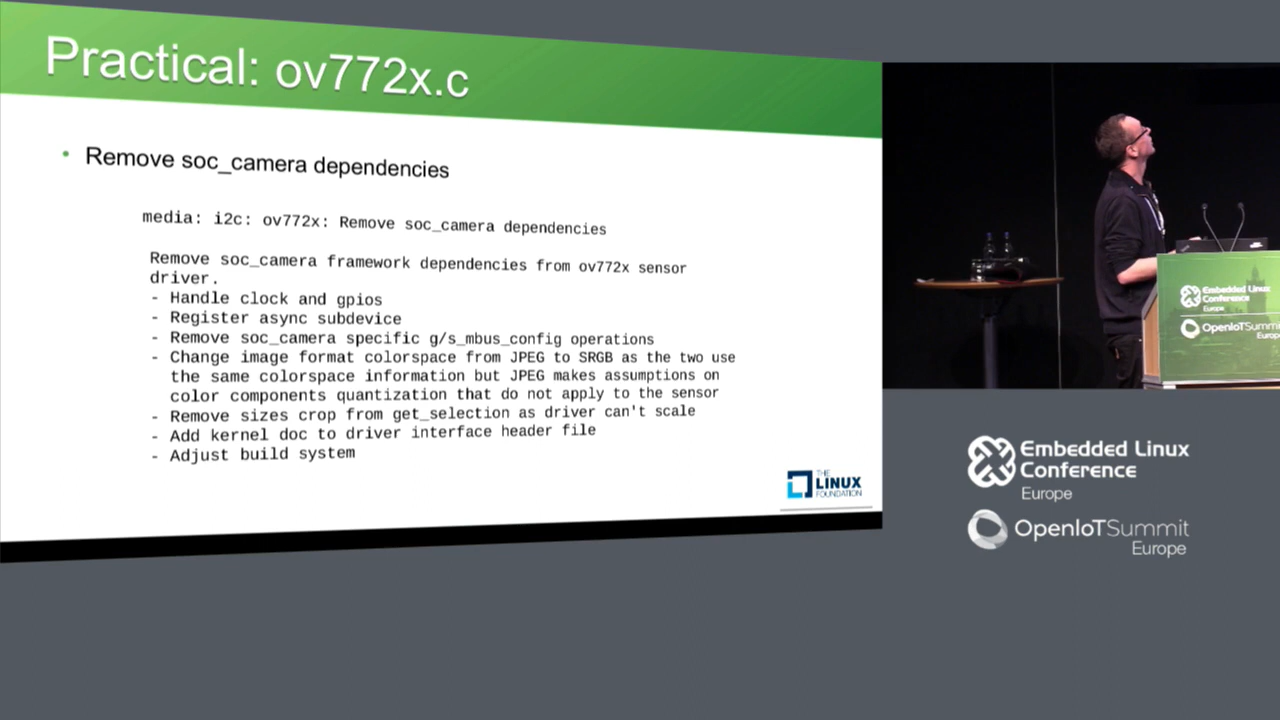 Practical: ov772x.c
• Remove soc_camera dependencies
media: i2c: ov772x: Remove soc_camera dependencies
Remove soc_camera framework dependencies from ov772x sensor
driver.
- Handle clock and gpios
- Register async subdevice
- Remove soc_camera specific g/s_mbus_config operations
- Change image format colorspace from JPEG to SRGB as the two use
the same colorspace information but JPEG makes assumptions on
color components quantization that do not apply to the sensor
- Remove sizes crop from get_selection as driver can't scale
- Add kernel doc to driver interface header file
- Adjust build system
THE
LINUX
FOUNDATION
Embedded Linux
Conference
Europe
OpenIoTSummit
Europe
Embedded Linux
Conference
Europe
OpenIoTSummit
Europe